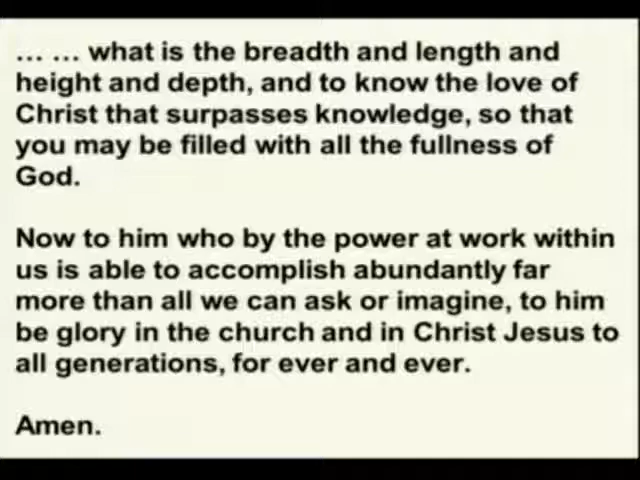 ... ... what is the breadth and length and
height and depth, and to know the love of
Christ that surpasses knowledge, so that
you may be filled with all the fullness of
God.
Now to him who by the power at work within
us is able to accomplish abundantly far
more than all we can ask or imagine, to him
be glory in the church and in Christ Jesus to
all generations, for ever and ever.
Amen.